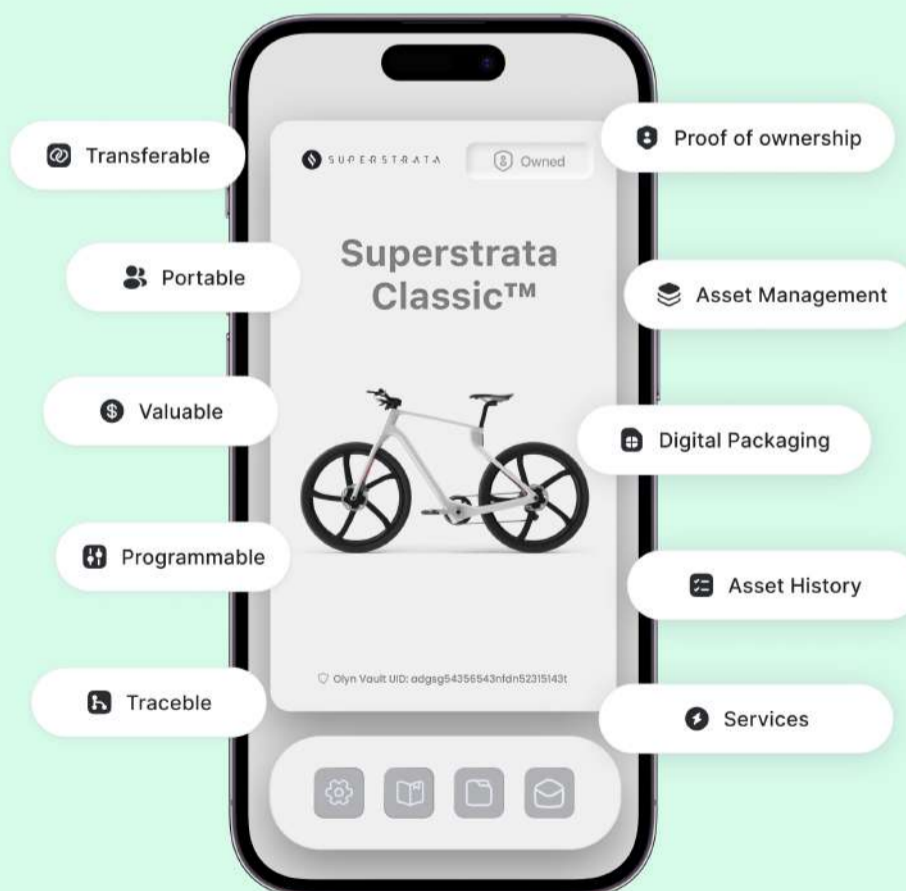 Transferable
Proof of ownership
SUPERSTRATA
Owned
Superstrata
Classic™
Portable
Asset Management
Valuable
Digital Packaging
Programmable
Asset History
Olyn Vault UID: adgsg54356543nfdn52315143t
Traceble
Services